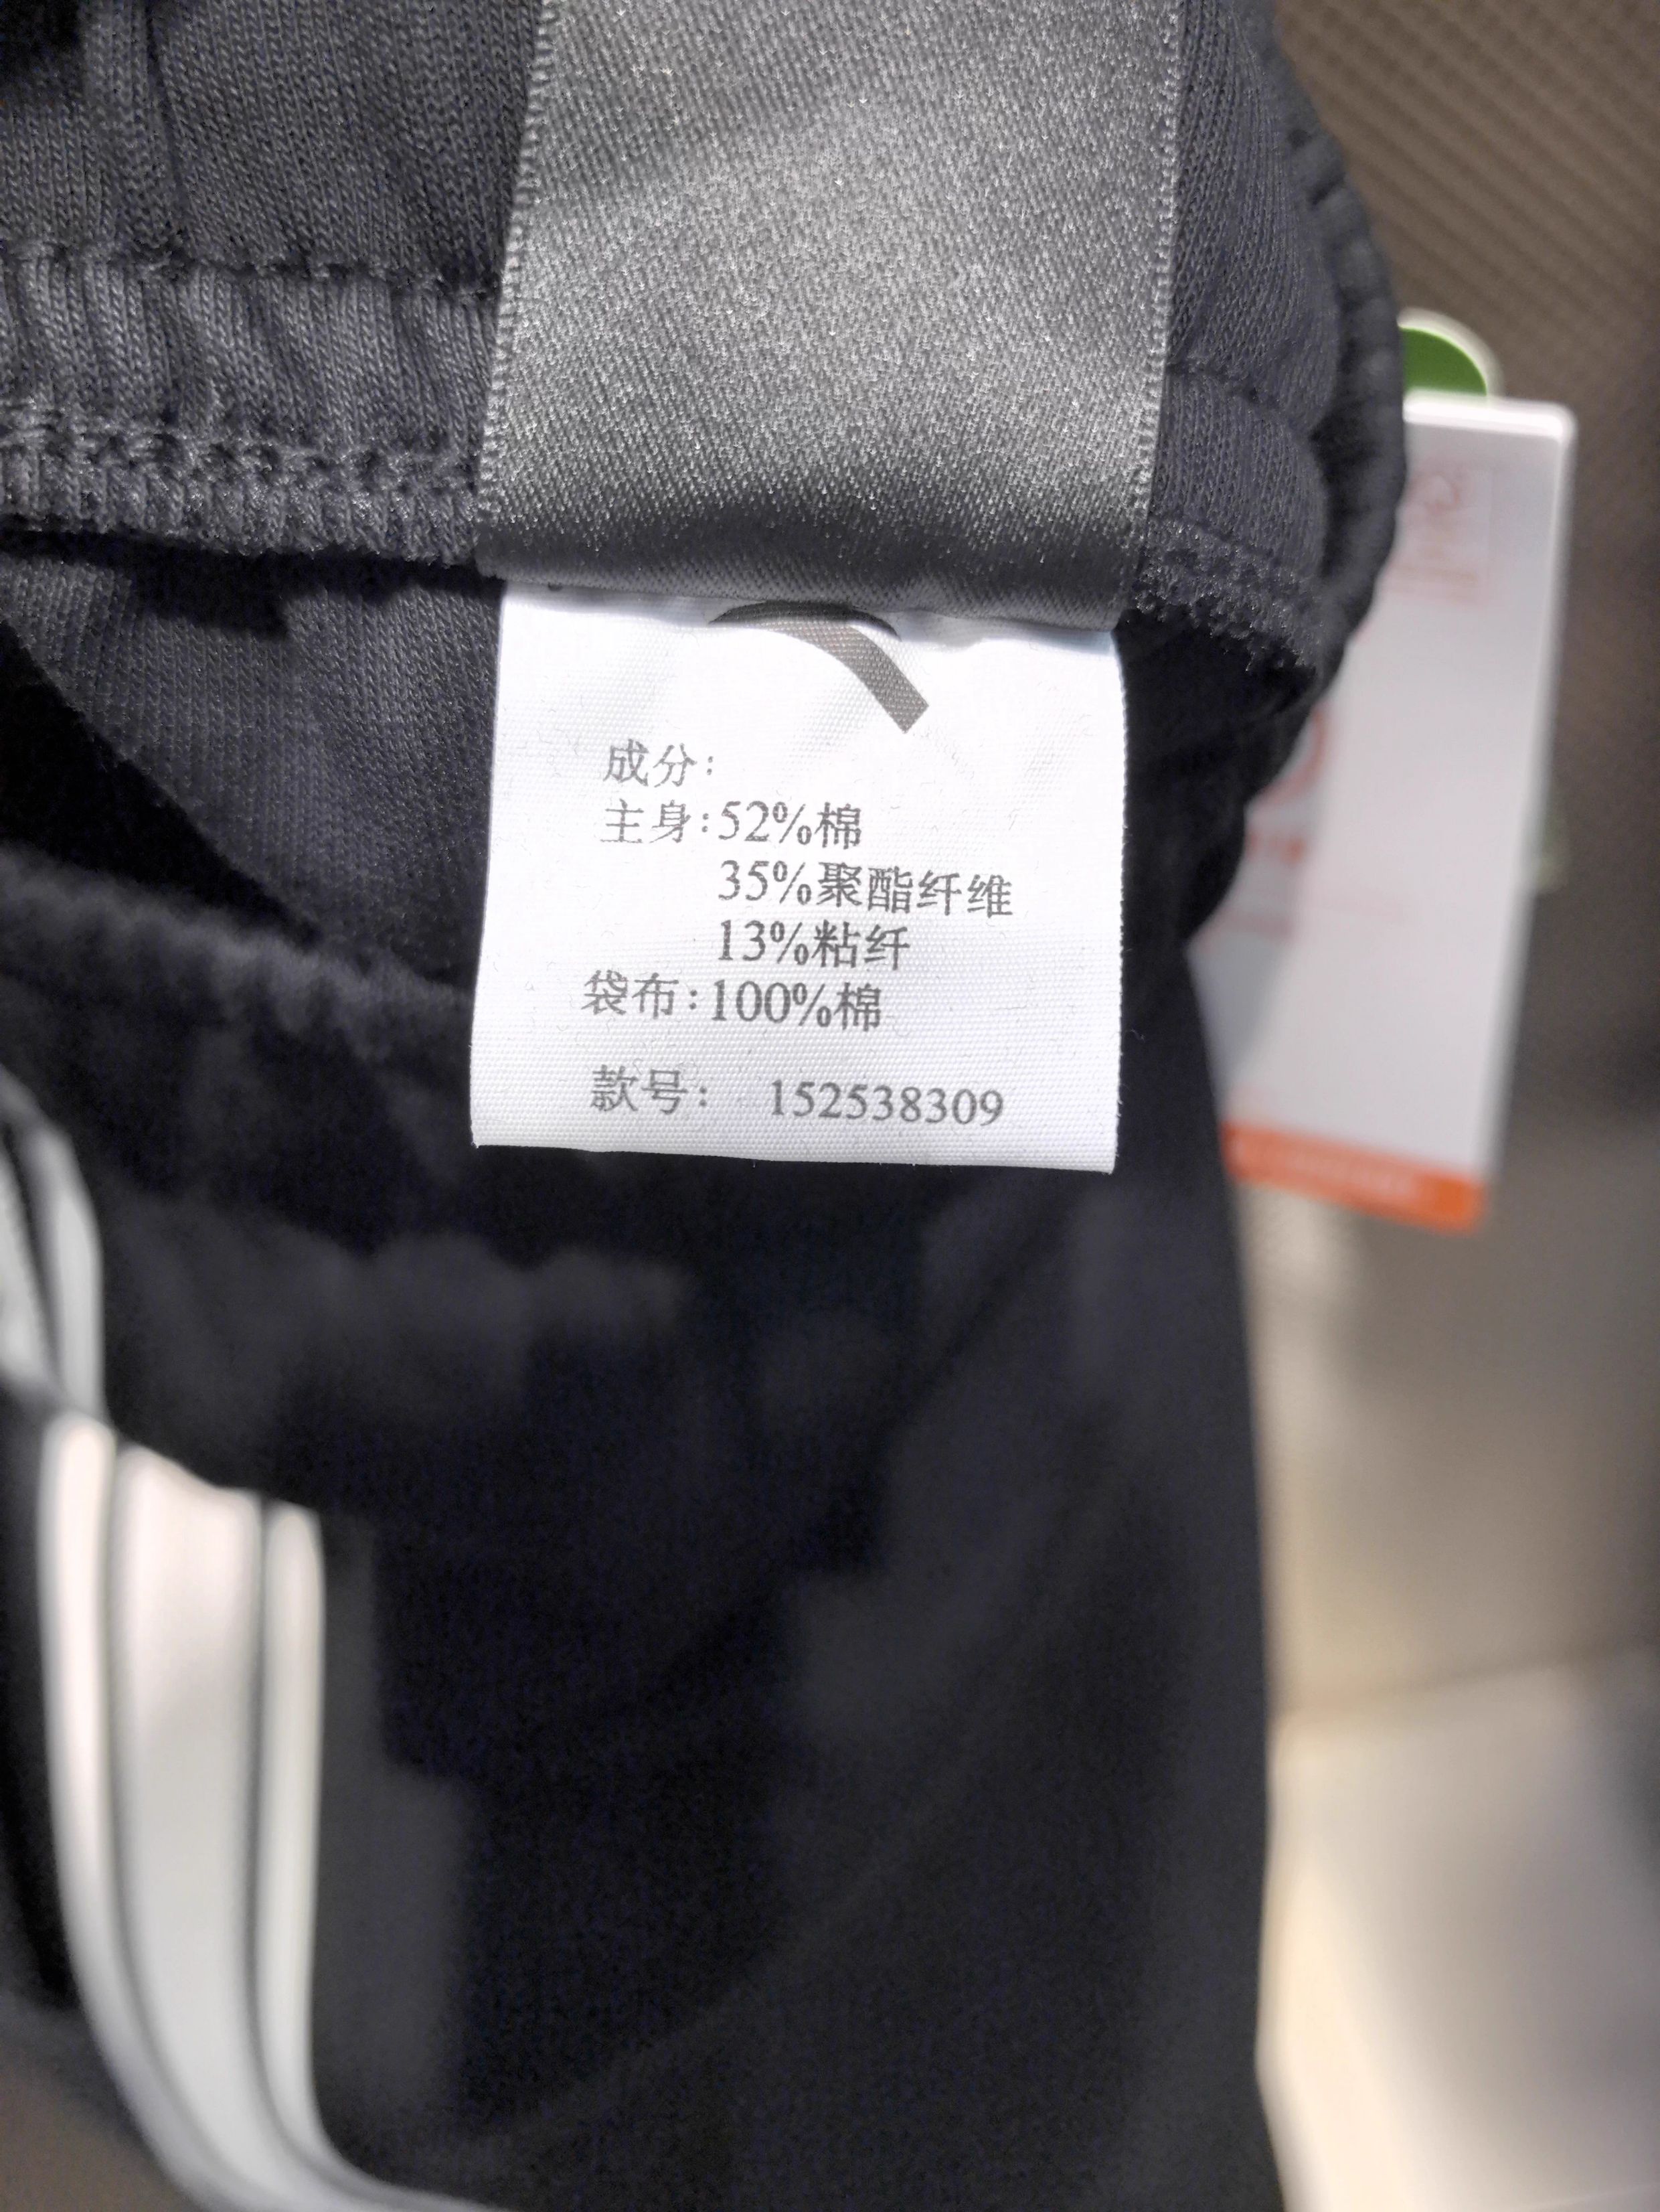 成分:
主身:52%棉
35%聚酯纤维
13%粘纤
袋布:100%棉
款号: 152538309